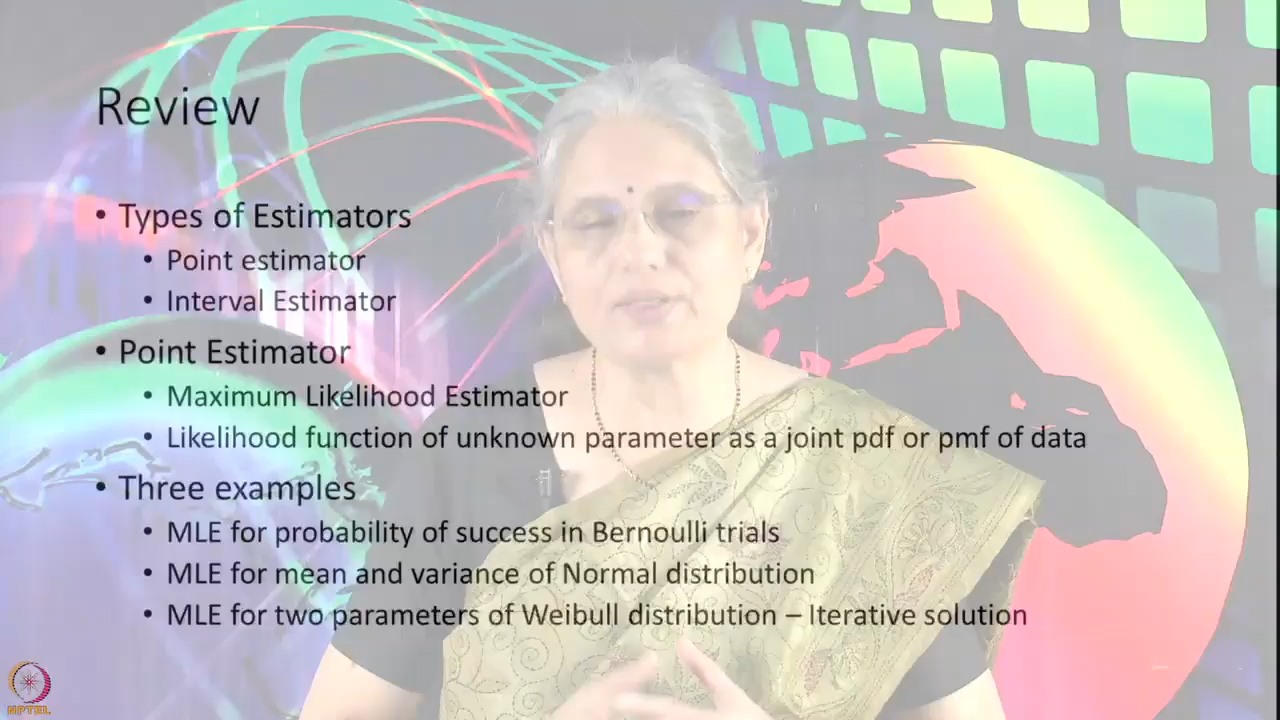 Review
• Types of Estimators
• Point estimator
• Interval Estimator
• Point Estimator
• Maximum Likelihood Estimator
• Likelihood function of unknown parameter as a joint pdf or pmf of data
• Three examples
• MLE for probability of success in Bernoulli trials
• MLE for mean and variance of Normal distribution
• MLE for two parameters of Weibull distribution – Iterative solution
NPTEL